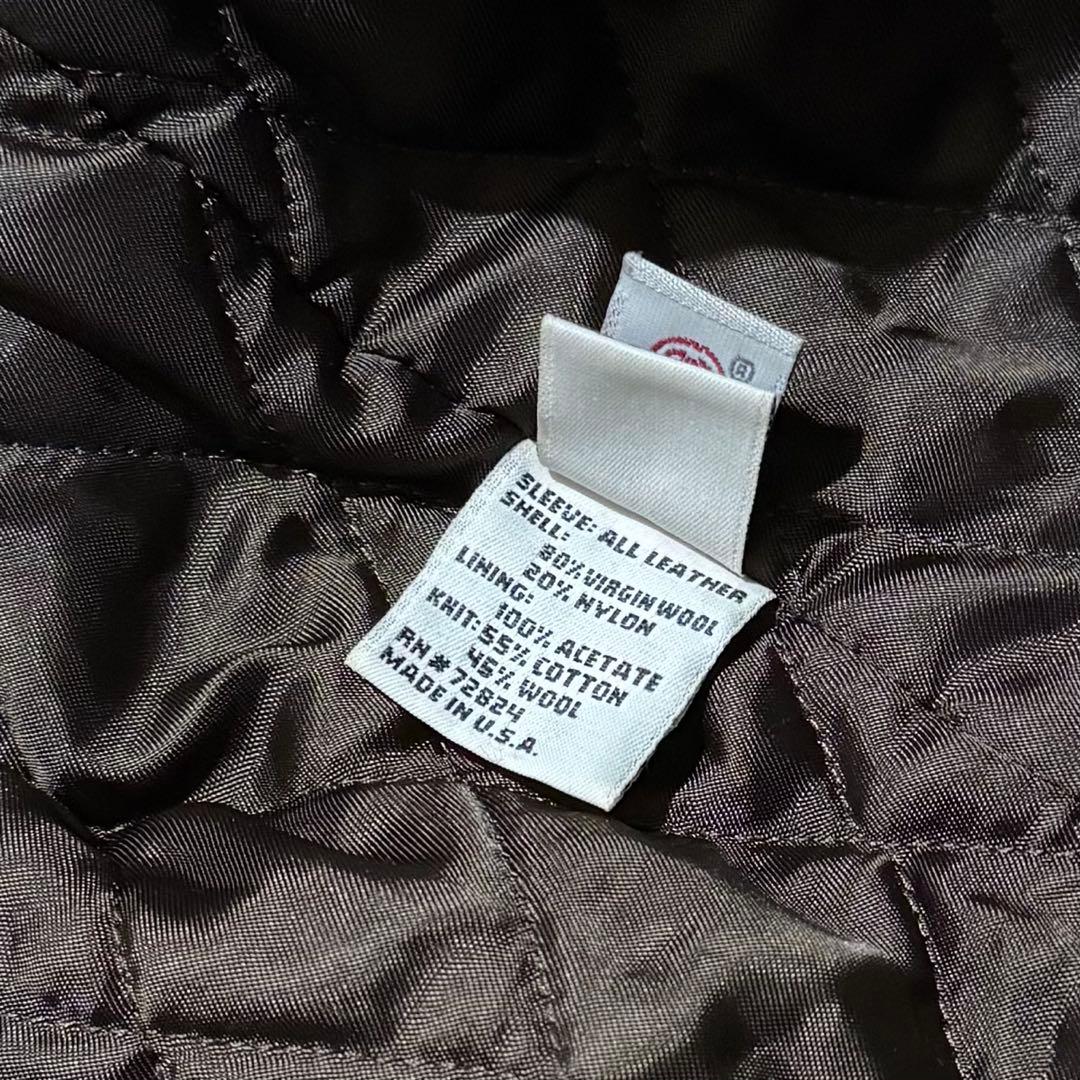 ®
SLEEVE: ALL LEATHER
SHELL:
80% VIRGIN WOOL
20% NYLON
LINING:
100% ACETATE
KNIT: 55% COTTON
45% WOOL
RN # 72824
MADE IN U.S.A.